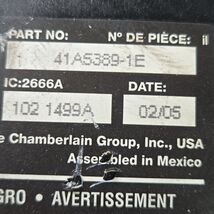 PART NO: Nº DE PIÈCE:
41A5389-1E
IC:2666A DATE:
102 1499A 02/05
e Chamberlain Group, Inc., USA
Assembled in Mexico
GRO · AVERTISSEMENT